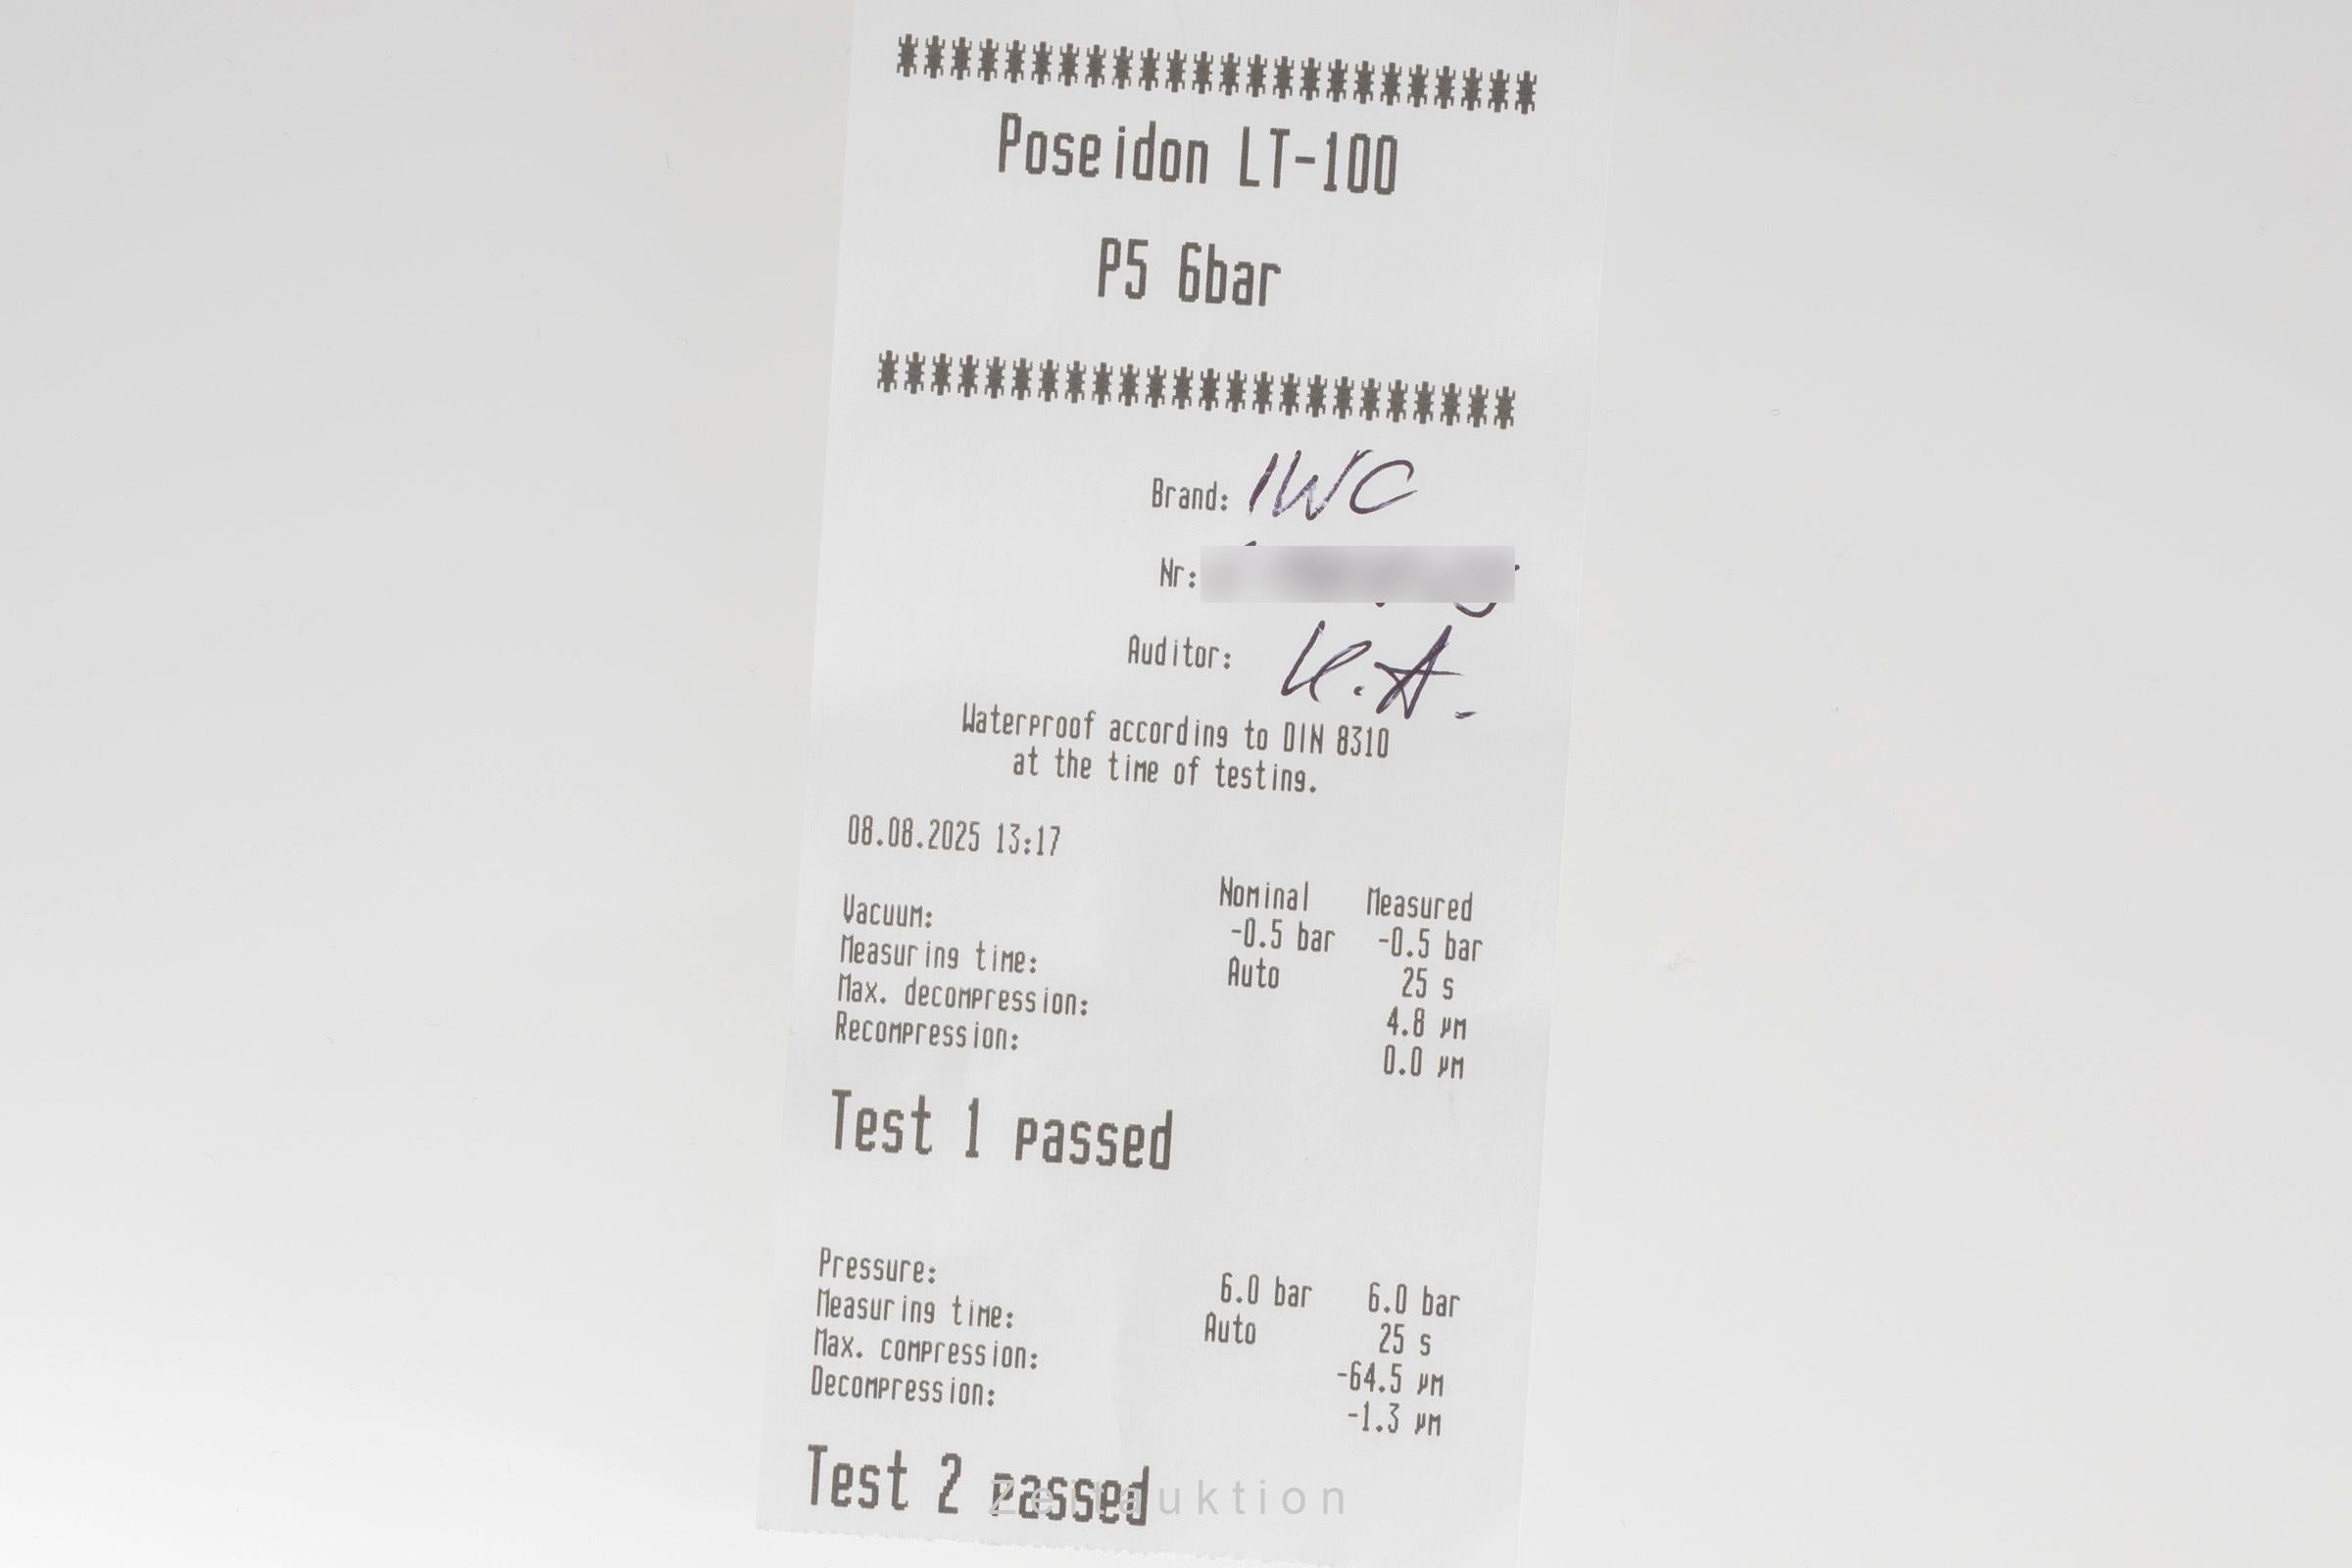 ************************
Poseidon LT-100
P5 6bar
************************
Brand: IWC
Nr:
Auditor: K.A.
Waterproof according to DIN 8310
at the time of testing.
08.08.2025 13:17
Nominal Measured
Vacuum: -0.5 bar -0.5 bar
Measuring time: Auto 25 s
Max. decompression: 4.8 µm
Recompression: 0.0 µm
Test 1 passed
Pressure: 6.0 bar 6.0 bar
Measuring time: Auto 25 s
Max. compression: -64.5 µm
Decompression: -1.3 µm
Test 2 passed
Zeitauktion